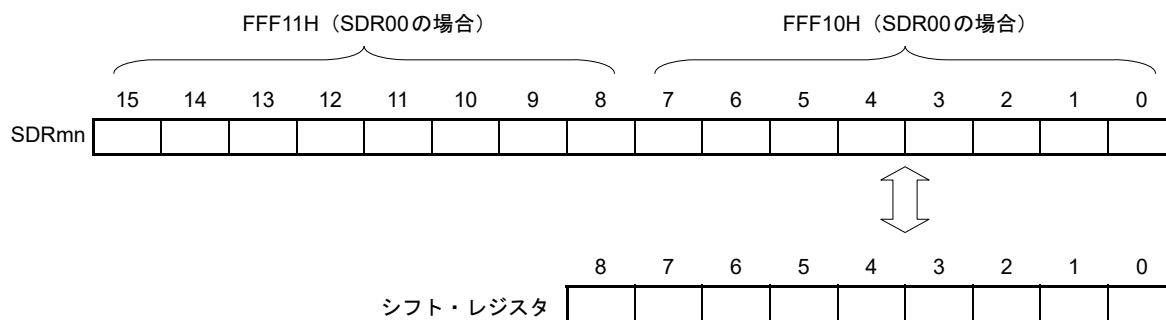 FFF11H（SDR00の場合） FFF10H（SDR00の場合）
15 14 13 12 11 10 9 8 7 6 5 4 3 2 1 0
SDRmn
8 7 6 5 4 3 2 1 0
シフト・レジスタ